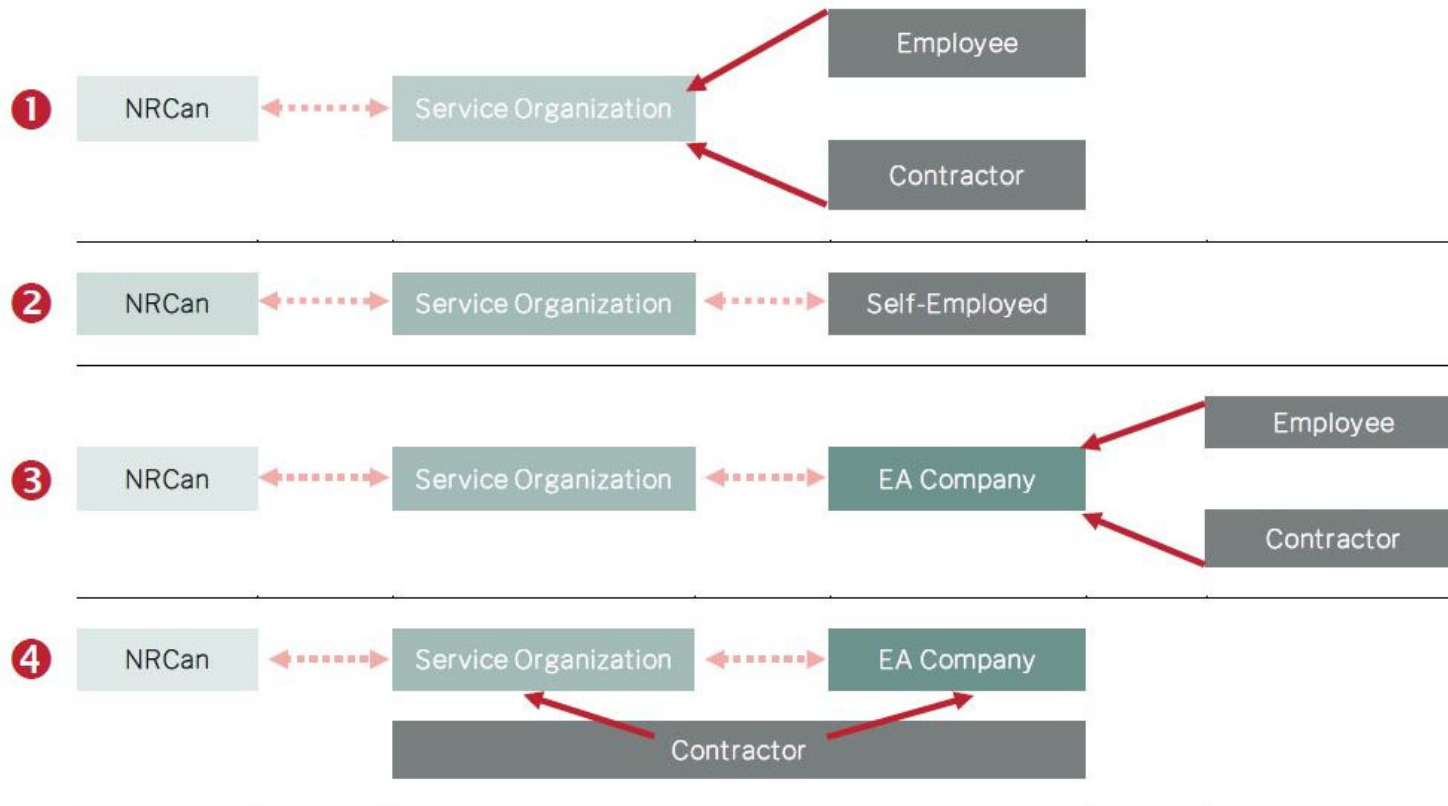 Employee
1 NRCan Service Organization
Contractor
2 NRCan Service Organization Self-Employed
Employee
3 NRCan Service Organization EA Company
Contractor
4 NRCan Service Organization EA Company
Contractor